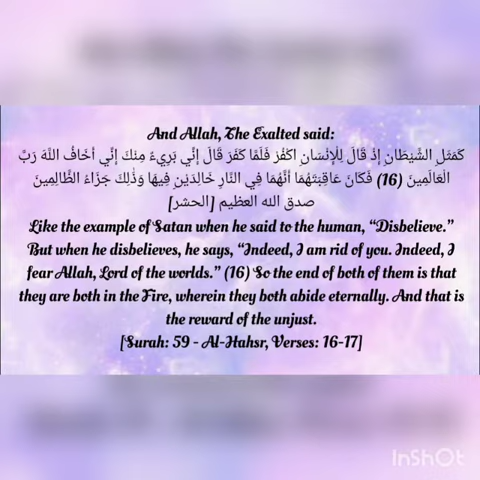 And Allah, The Exalted said:
كَمَثَلِ الشَّيْطَانِ إِذْ قَالَ لِلْإِنْسَانِ اكْفُرْ فَلَمَّا كَفَرَ قَالَ إِنِّي بَرِيءٌ مِنْكَ إِنِّي أَخَافُ اللَّهَ رَبَّ
الْعَالَمِينَ (16) فَكَانَ عَاقِبَتَهُمَا أَنَّهُمَا فِي النَّارِ خَالِدَيْنِ فِيهَا وَذَٰلِكَ جَزَاءُ الظَّالِمِينَ
صدق الله العظيم [الحشر]
Like the example of Satan when he said to the human, “Disbelieve.”
But when he disbelieves, he says, “Indeed, I am rid of you. Indeed, I
fear Allah, Lord of the worlds.” (16) So the end of both of them is that
they are both in the Fire, wherein they both abide eternally. And that is
the reward of the unjust.
[Surah: 59 - Al-Hahsr, Verses: 16-17]
InShOt